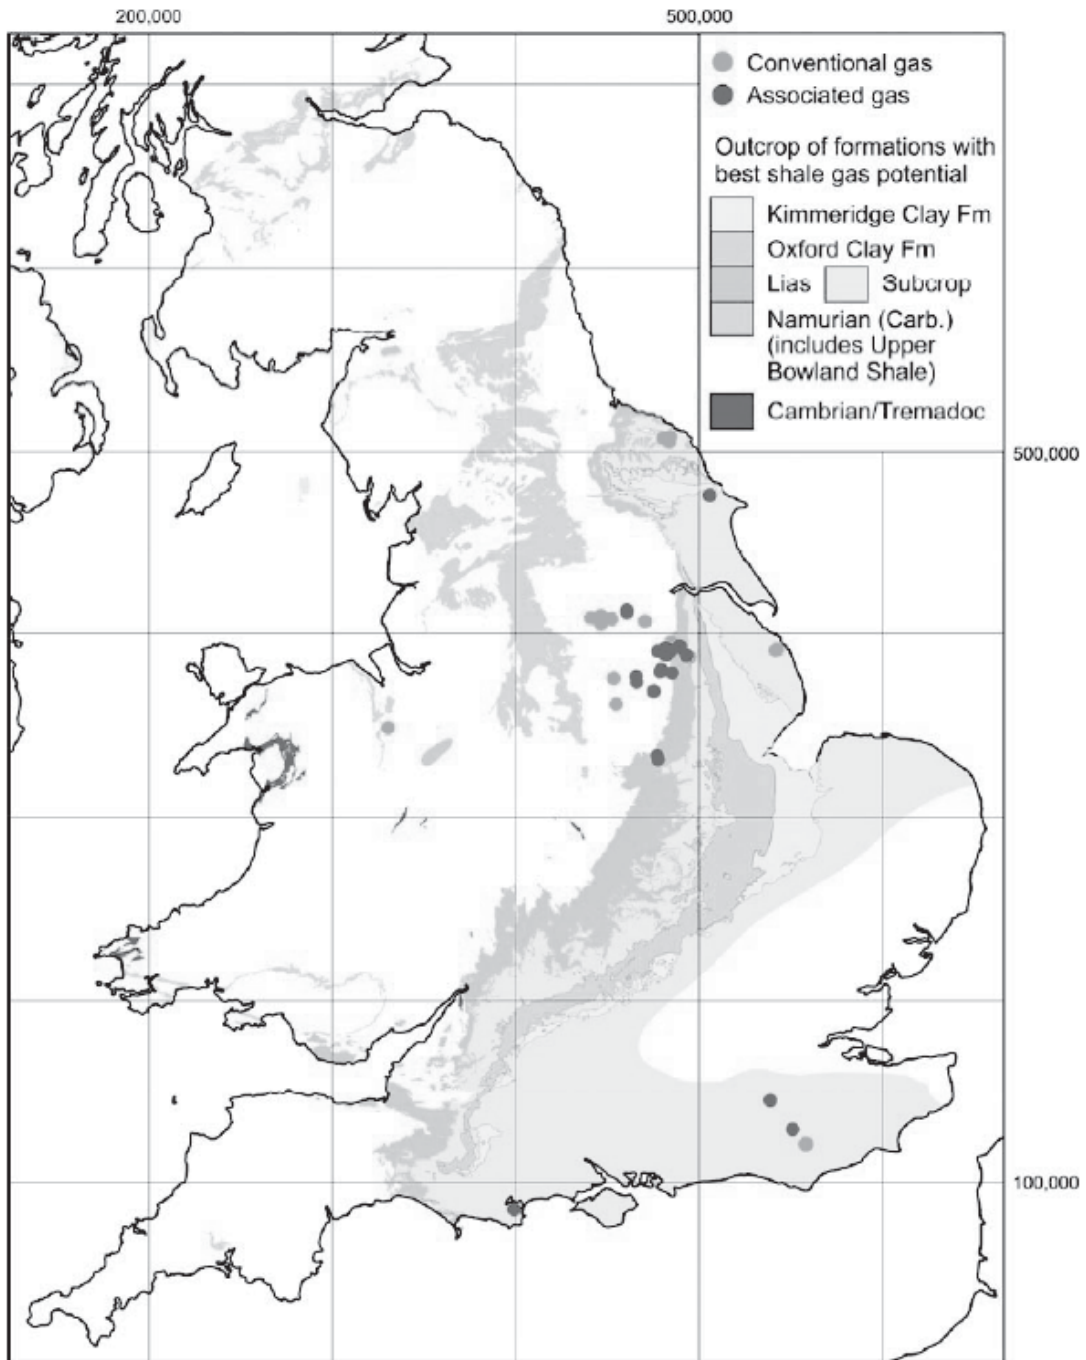 200,000
500,000
Conventional gas
Associated gas
Outcrop of formations with
best shale gas potential
Kimmeridge Clay Fm
Oxford Clay Fm
Lias
Subcrop
Namurian (Carb.)
(includes Upper
Bowland Shale)
Cambrian/Tremadoc
500,000
100,000